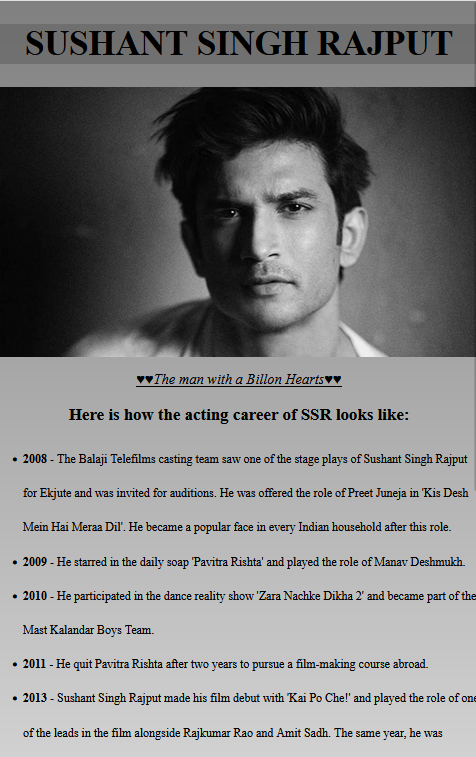 SUSHANT SINGH RAJPUT
♥♥The man with a Billon Hearts♥♥
Here is how the acting career of SSR looks like:
• 2008 - The Balaji Telefilms casting team saw one of the stage plays of Sushant Singh Rajput
for Ekjute and was invited for auditions. He was offered the role of Preet Juneja in 'Kis Desh
Mein Hai Meraa Dil'. He became a popular face in every Indian household after this role.
• 2009 - He starred in the daily soap 'Pavitra Rishta' and played the role of Manav Deshmukh.
• 2010 - He participated in the dance reality show 'Zara Nachke Dikha 2' and became part of the
Mast Kalandar Boys Team.
• 2011 - He quit Pavitra Rishta after two years to pursue a film-making course abroad.
• 2013 - Sushant Singh Rajput made his film debut with 'Kai Po Che!' and played the role of one
of the leads in the film alongside Rajkumar Rao and Amit Sadh. The same year, he was